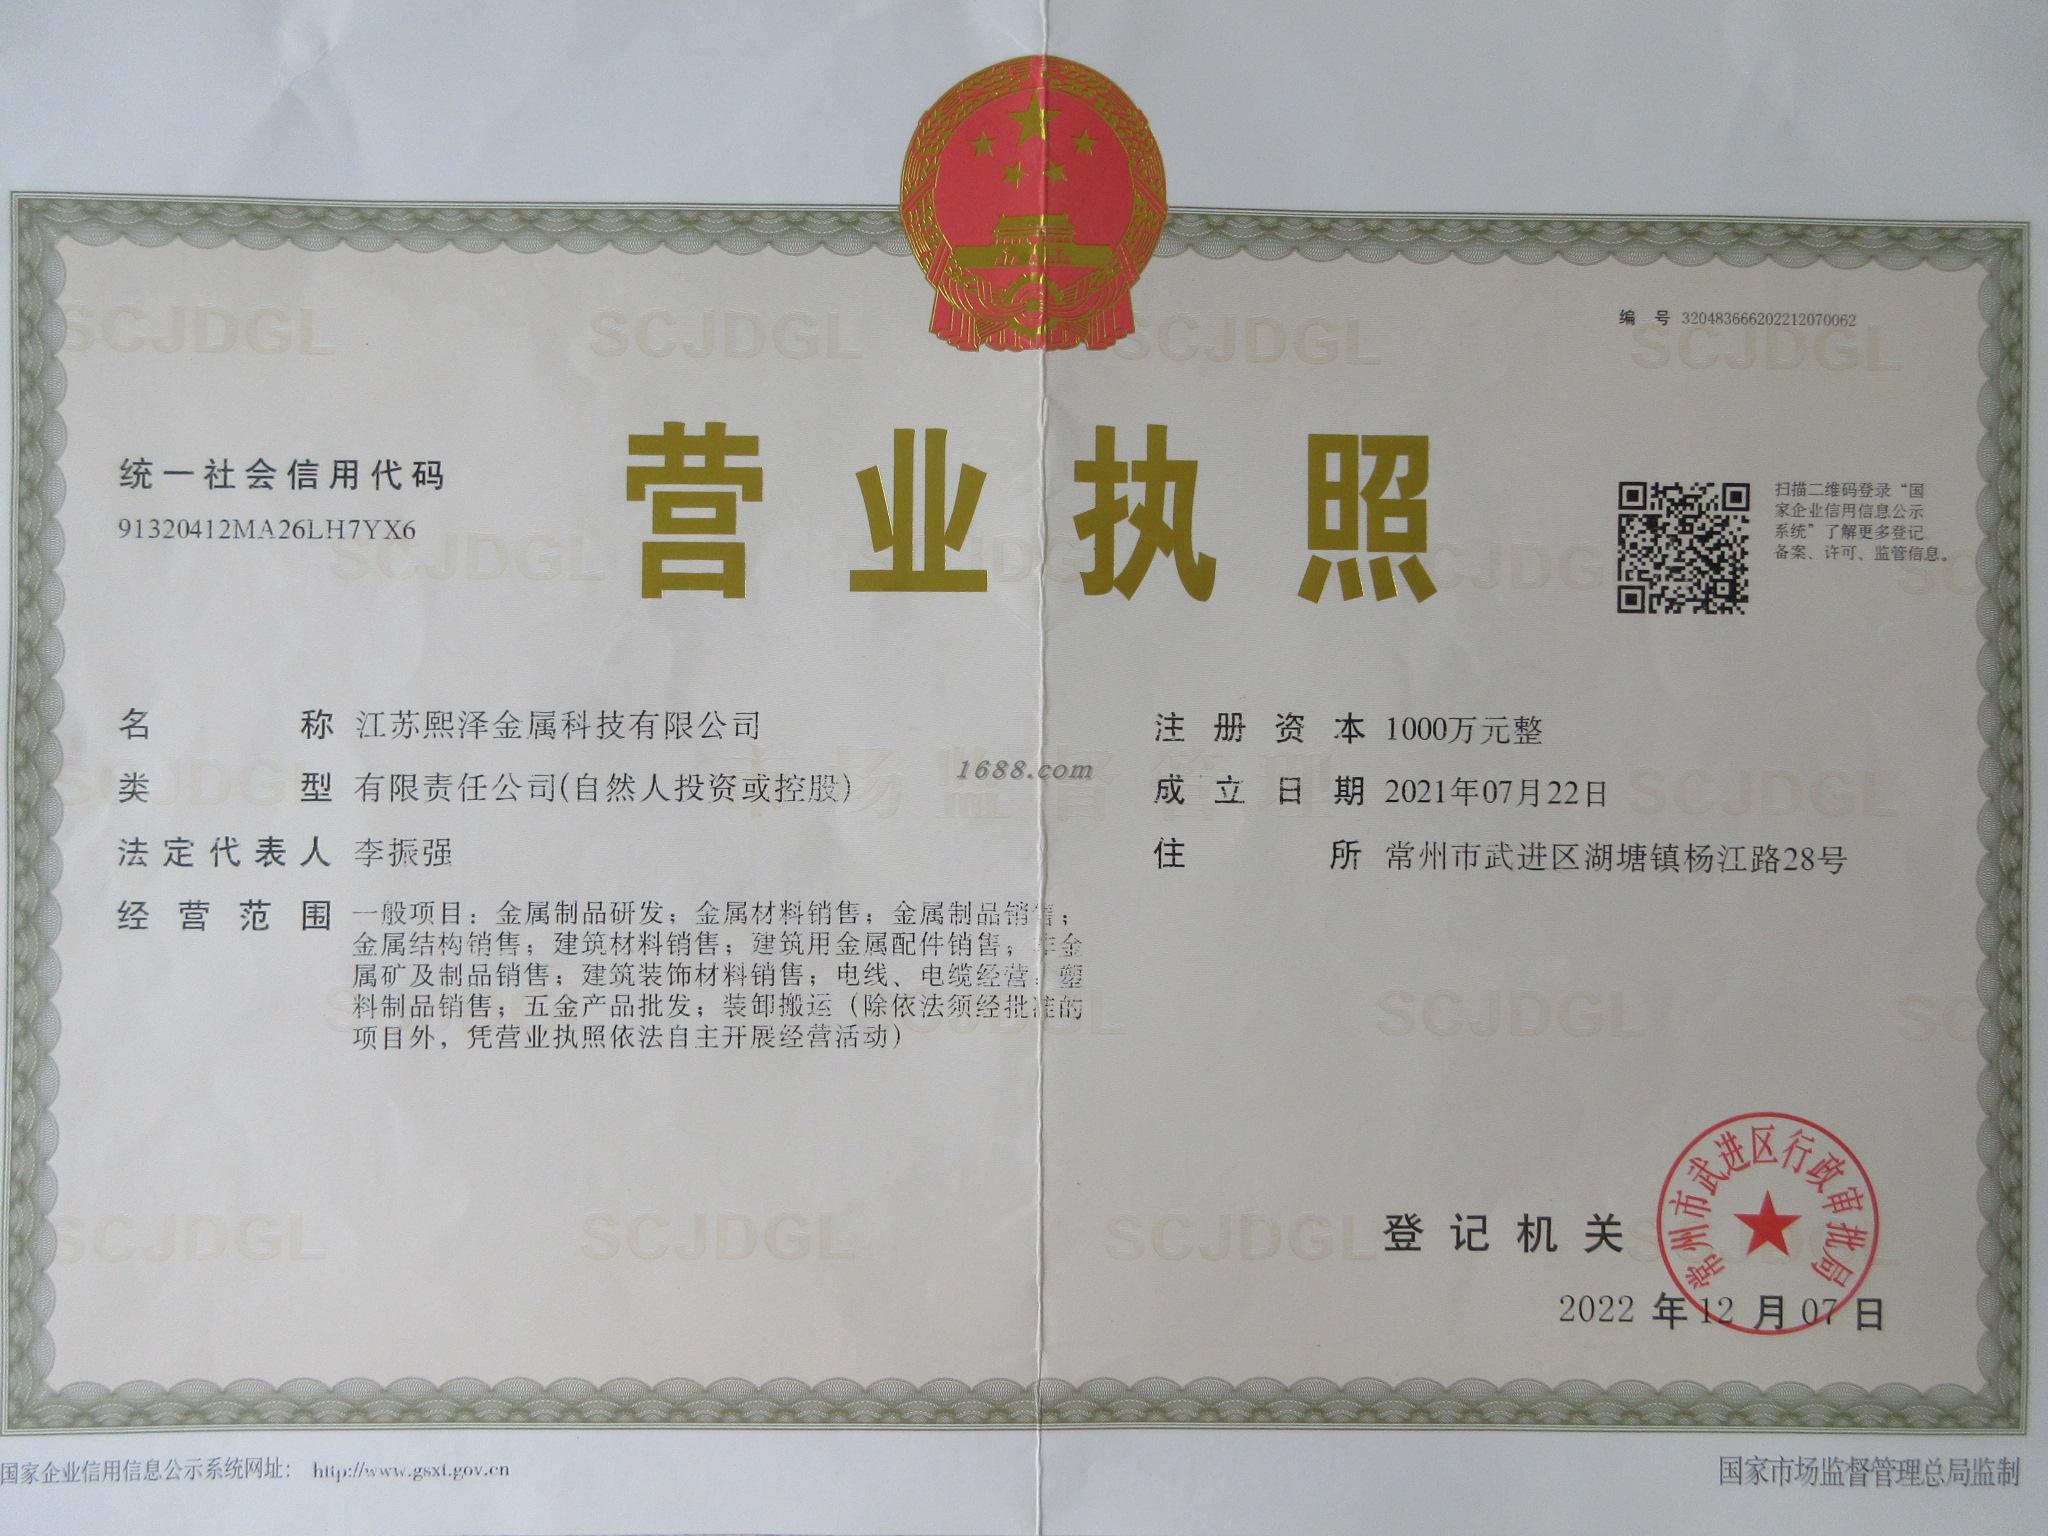 编 号 320483666202212070062
统一社会信用代码
91320412MA26LH7YX6
营业执照
扫描二维码登录“国
家企业信用信息公示
系统”了解更多登记、
备案、许可、监管信息。
名 称 江苏熙泽金属科技有限公司
类 型 有限责任公司(自然人投资或控股)
法定代表人 李振强
经营范围 一般项目：金属制品研发；金属材料销售；金属制品销售；
金属结构销售；建筑材料销售；建筑用金属配件销售；非金
属矿及制品销售；建筑装饰材料销售；电线、电缆经营；塑
料制品销售；五金产品批发；装卸搬运（除依法须经批准的
项目外，凭营业执照依法自主开展经营活动）
注册资本 1000万元整
成立日期 2021年07月22日
住 所 常州市武进区湖塘镇杨江路28号
1688.com
市场监督管理
SCJDGL
登记机关
常州市武进区行政审批局
2022 年 12 月 07 日
国家企业信用信息公示系统网址： http://www.gsxt.gov.cn
国家市场监督管理总局监制